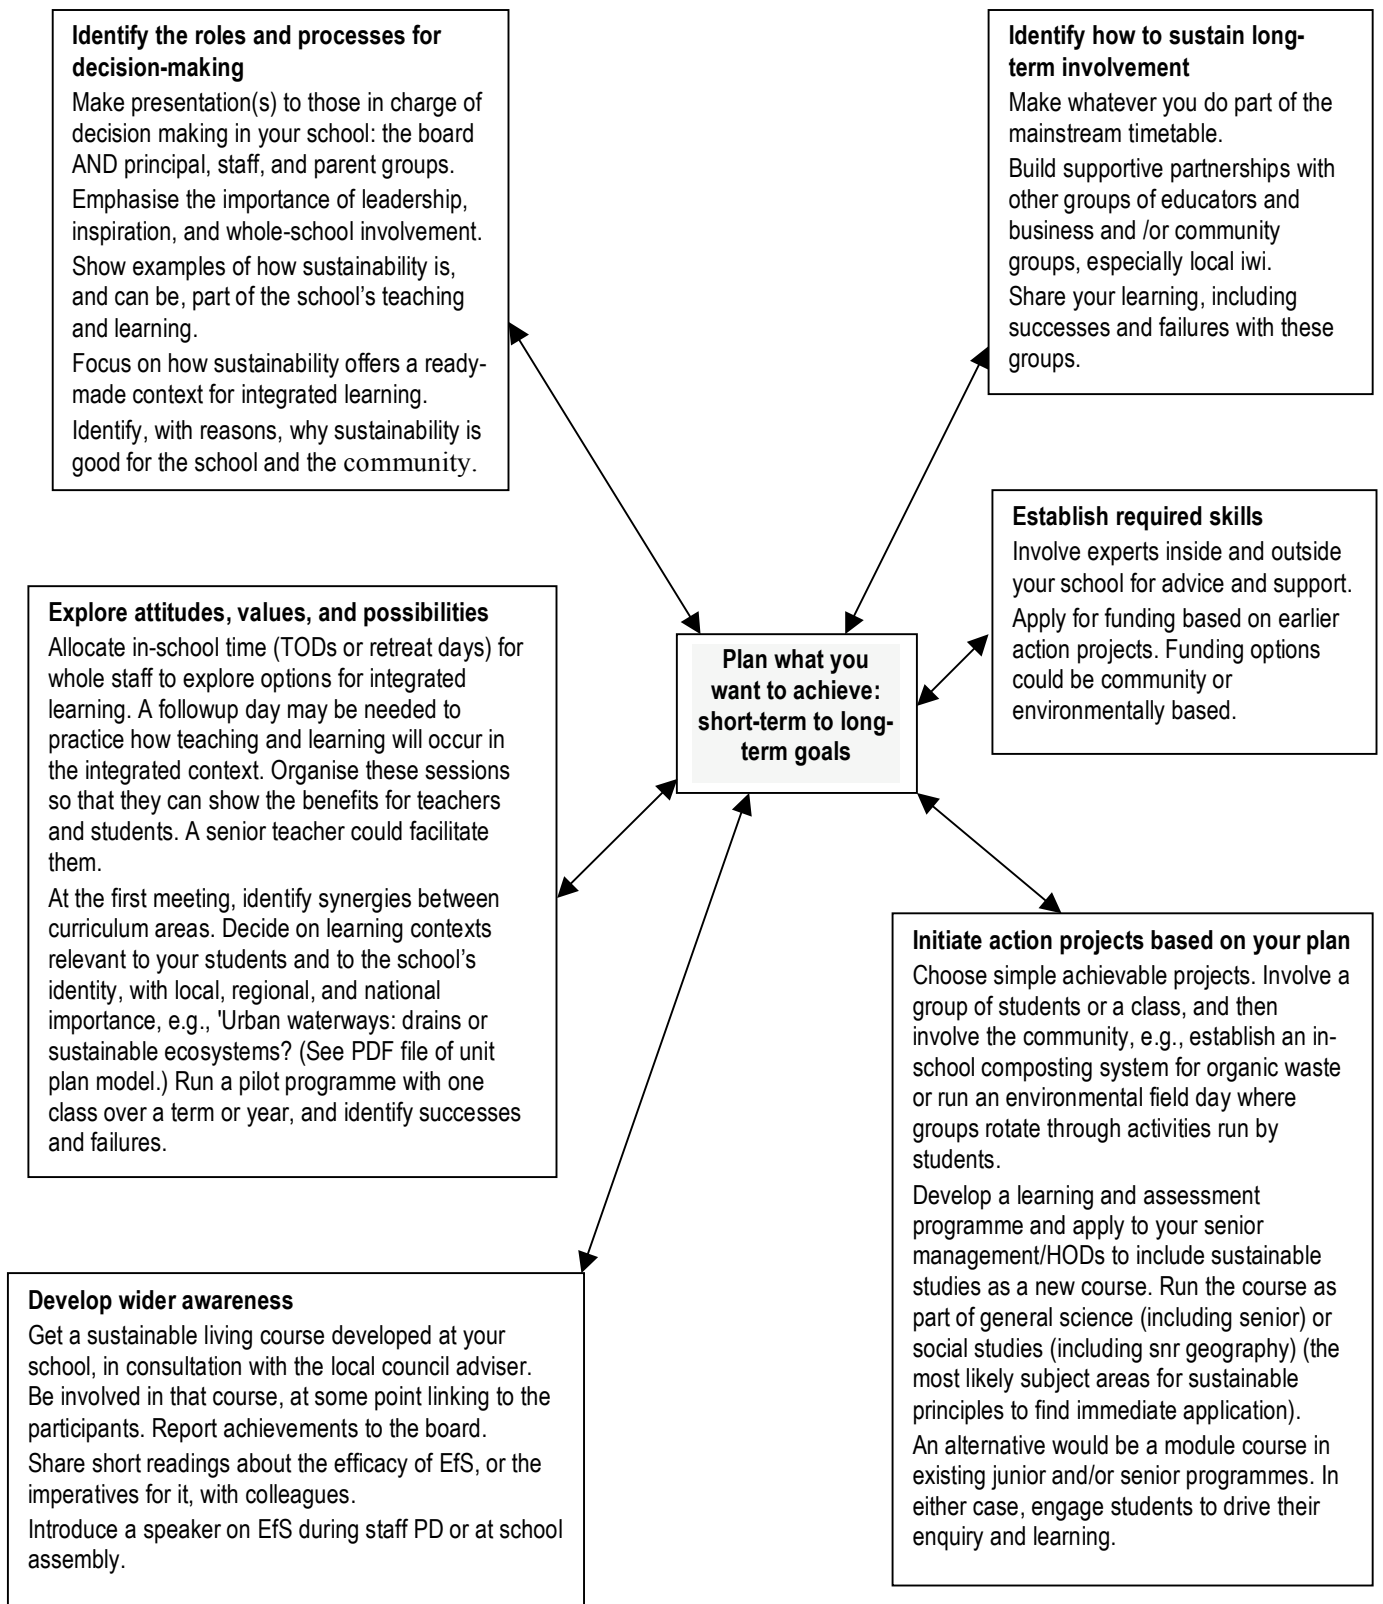 Identify the roles and processes for
decision-making
Make presentation(s) to those in charge of
decision making in your school: the board
AND principal, staff, and parent groups.
Emphasise the importance of leadership,
inspiration, and whole-school involvement.
Show examples of how sustainability is,
and can be, part of the school's teaching
and learning.
Focus on how sustainability offers a ready-
made context for integrated learning.
Identify, with reasons, why sustainability is
good for the school and the community.
Identify how to sustain long-
term involvement
Make whatever you do part of the
mainstream timetable.
Build supportive partnerships with
other groups of educators and
business and /or community
groups, especially local iwi.
Share your learning, including
successes and failures with these
groups.
Establish required skills
Involve experts inside and outside
your school for advice and support.
Apply for funding based on earlier
action projects. Funding options
could be community or
environmentally based.
Explore attitudes, values, and possibilities
Allocate in-school time (TODs or retreat days) for
whole staff to explore options for integrated
learning. A followup day may be needed to
practice how teaching and learning will occur in
the integrated context. Organise these sessions
so that they can show the benefits for teachers
and students. A senior teacher could facilitate
them.
At the first meeting, identify synergies between
curriculum areas. Decide on learning contexts
relevant to your students and to the school's
identity, with local, regional, and national
importance, e.g., 'Urban waterways: drains or
sustainable ecosystems? (See PDF file of unit
plan model.) Run a pilot programme with one
class over a term or year, and identify successes
and failures.
Plan what you
want to achieve:
short-term to long-
term goals
Initiate action projects based on your plan
Choose simple achievable projects. Involve a
group of students or a class, and then
involve the community, e.g., establish an in-
school composting system for organic waste
or run an environmental field day where
groups rotate through activities run by
students.
Develop a learning and assessment
programme and apply to your senior
management/HODs to include sustainable
studies as a new course. Run the course as
part of general science (including senior) or
social studies (including snr geography) (the
most likely subject areas for sustainable
principles to find immediate application).
An alternative would be a module course in
existing junior and/or senior programmes. In
either case, engage students to drive their
enquiry and learning.
Develop wider awareness
Get a sustainable living course developed at your
school, in consultation with the local council adviser.
Be involved in that course, at some point linking to the
participants. Report achievements to the board.
Share short readings about the efficacy of EfS, or the
imperatives for it, with colleagues.
Introduce a speaker on EfS during staff PD or at school
assembly.